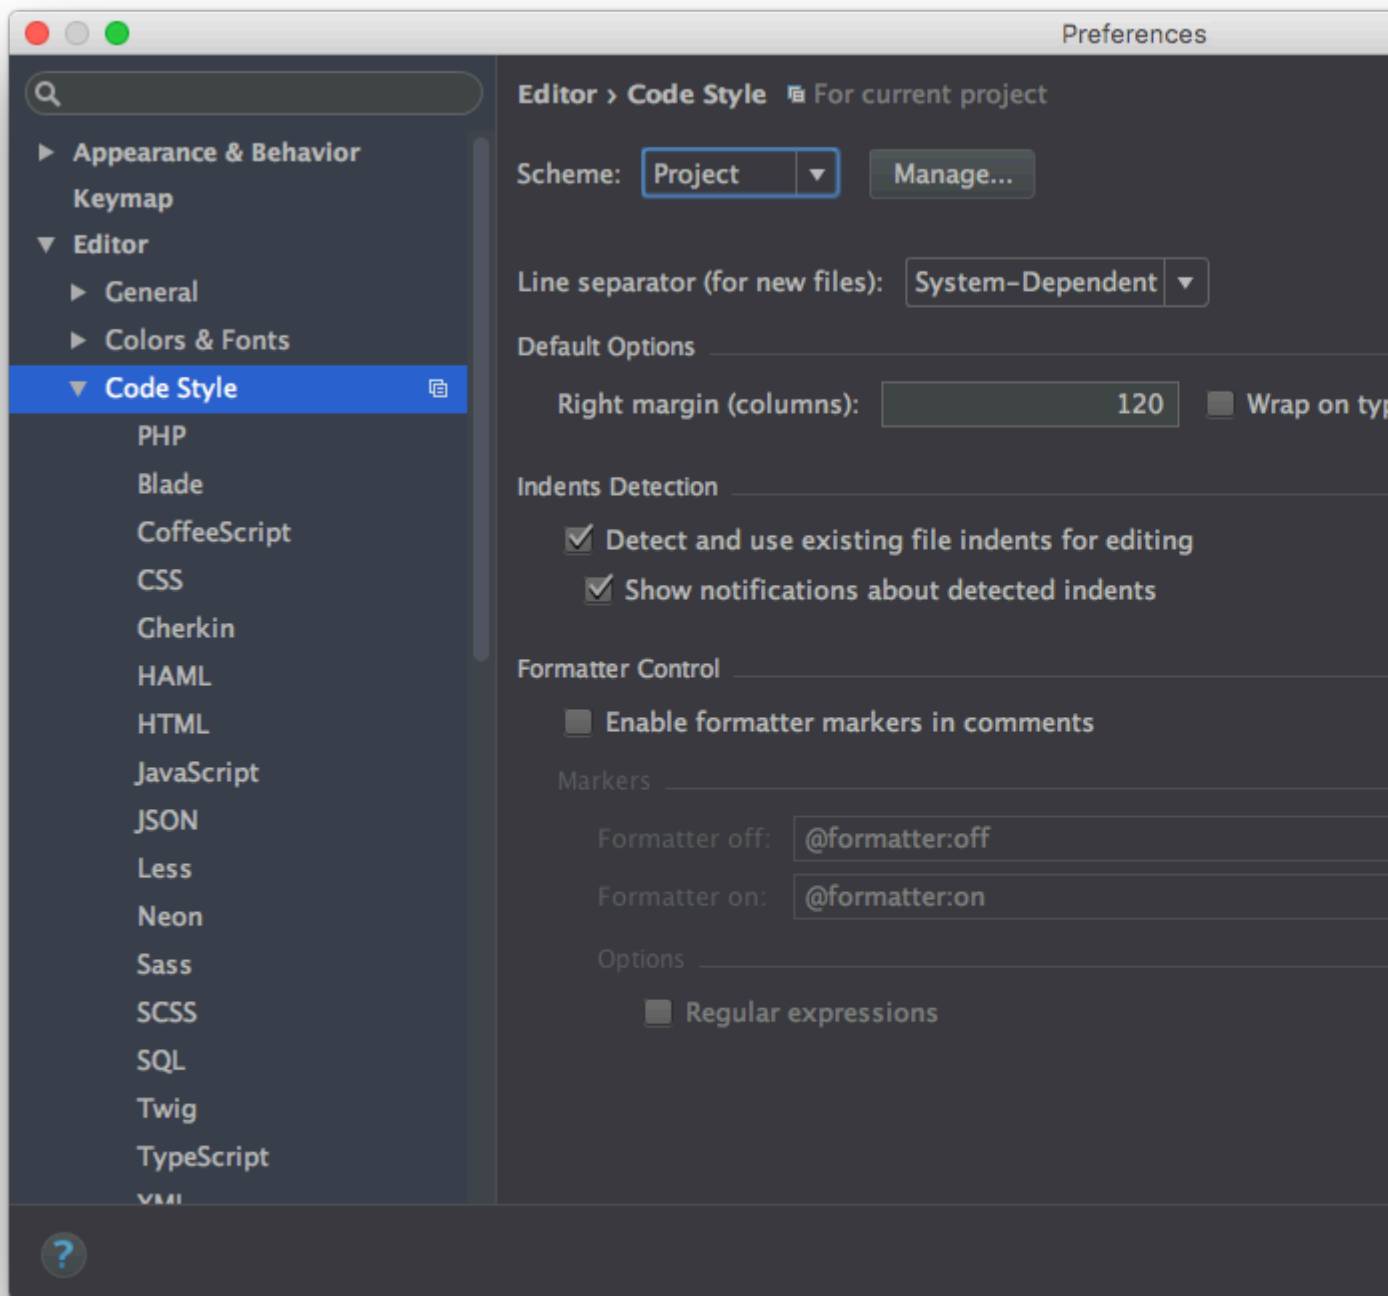 Preferences
Appearance & Behavior
Keymap
Editor
General
Colors & Fonts
Code Style
PHP
Blade
CoffeeScript
CSS
Gherkin
HAML
HTML
JavaScript
JSON
Less
Neon
Sass
SCSS
SQL
Twig
TypeScript
XML
?
Editor › Code Style For current project
Scheme: Project Manage...
Line separator (for new files): System-Dependent
Default Options
Right margin (columns): 120 Wrap on typ
Indents Detection
Detect and use existing file indents for editing
Show notifications about detected indents
Formatter Control
Enable formatter markers in comments
Markers
Formatter off: @formatter:off
Formatter on: @formatter:on
Options
Regular expressions